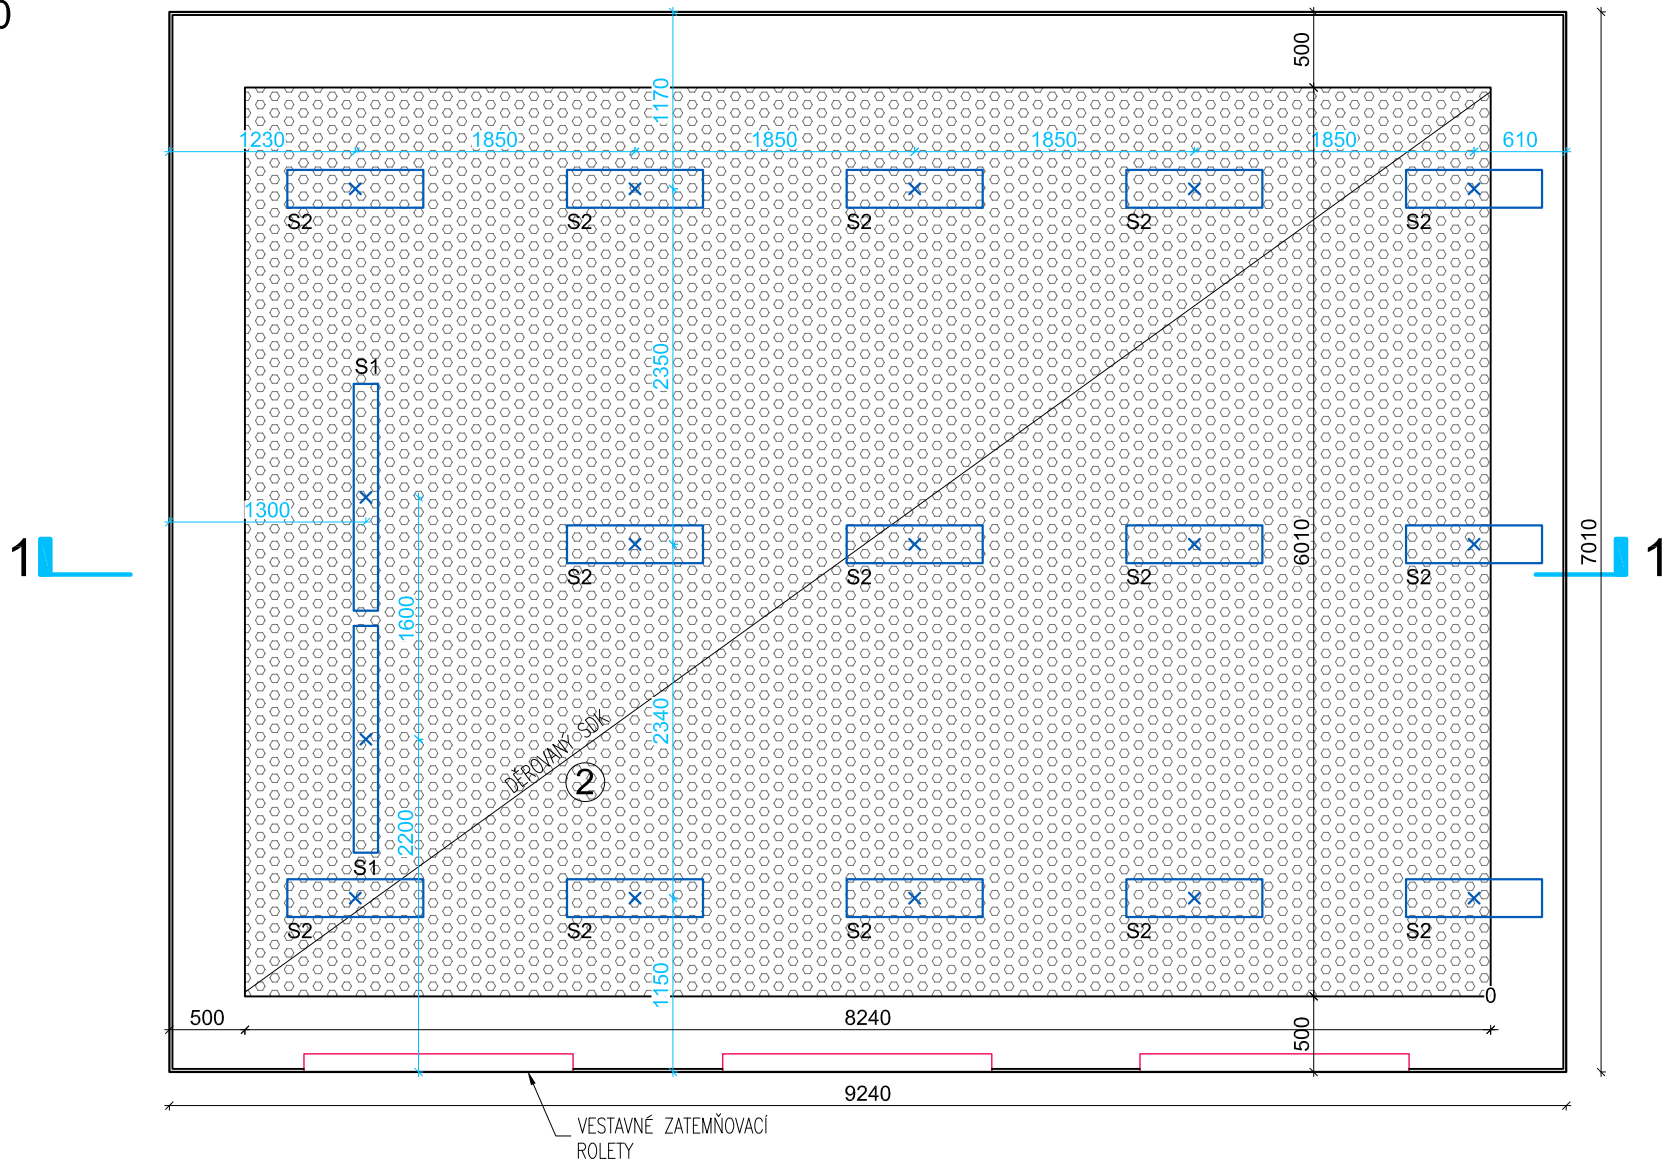 0
500
1170
1230 1850 1850 1850 1850 610
S2 S2 S2 S2 S2
2350
S1
1300
1 6010 7010 1
S2 S2 S2 S2
1600
2340
DĚROVANÝ SDK
2
2200
S1
S2 S2 S2 S2 S2
1150
0
500 8240
500
9240
VESTAVNÉ ZATEMŇOVACÍ
ROLETY